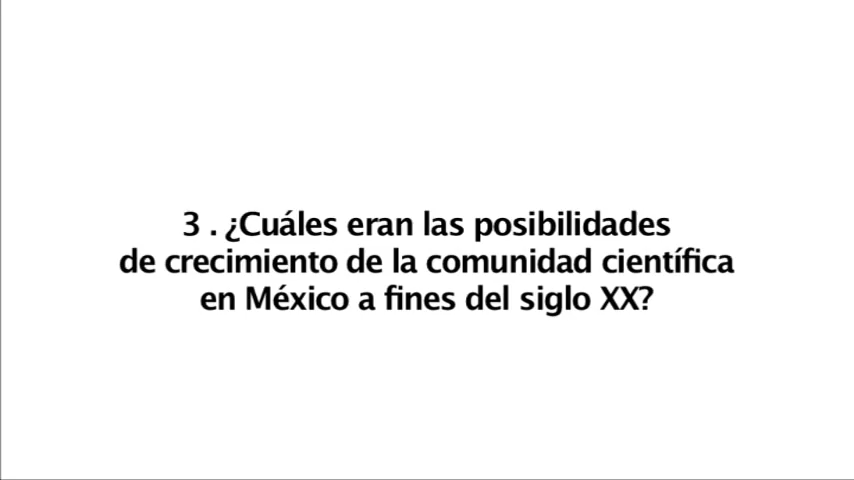 3 . ¿Cuáles eran las posibilidades
de crecimiento de la comunidad científica
en México a fines del siglo XX?